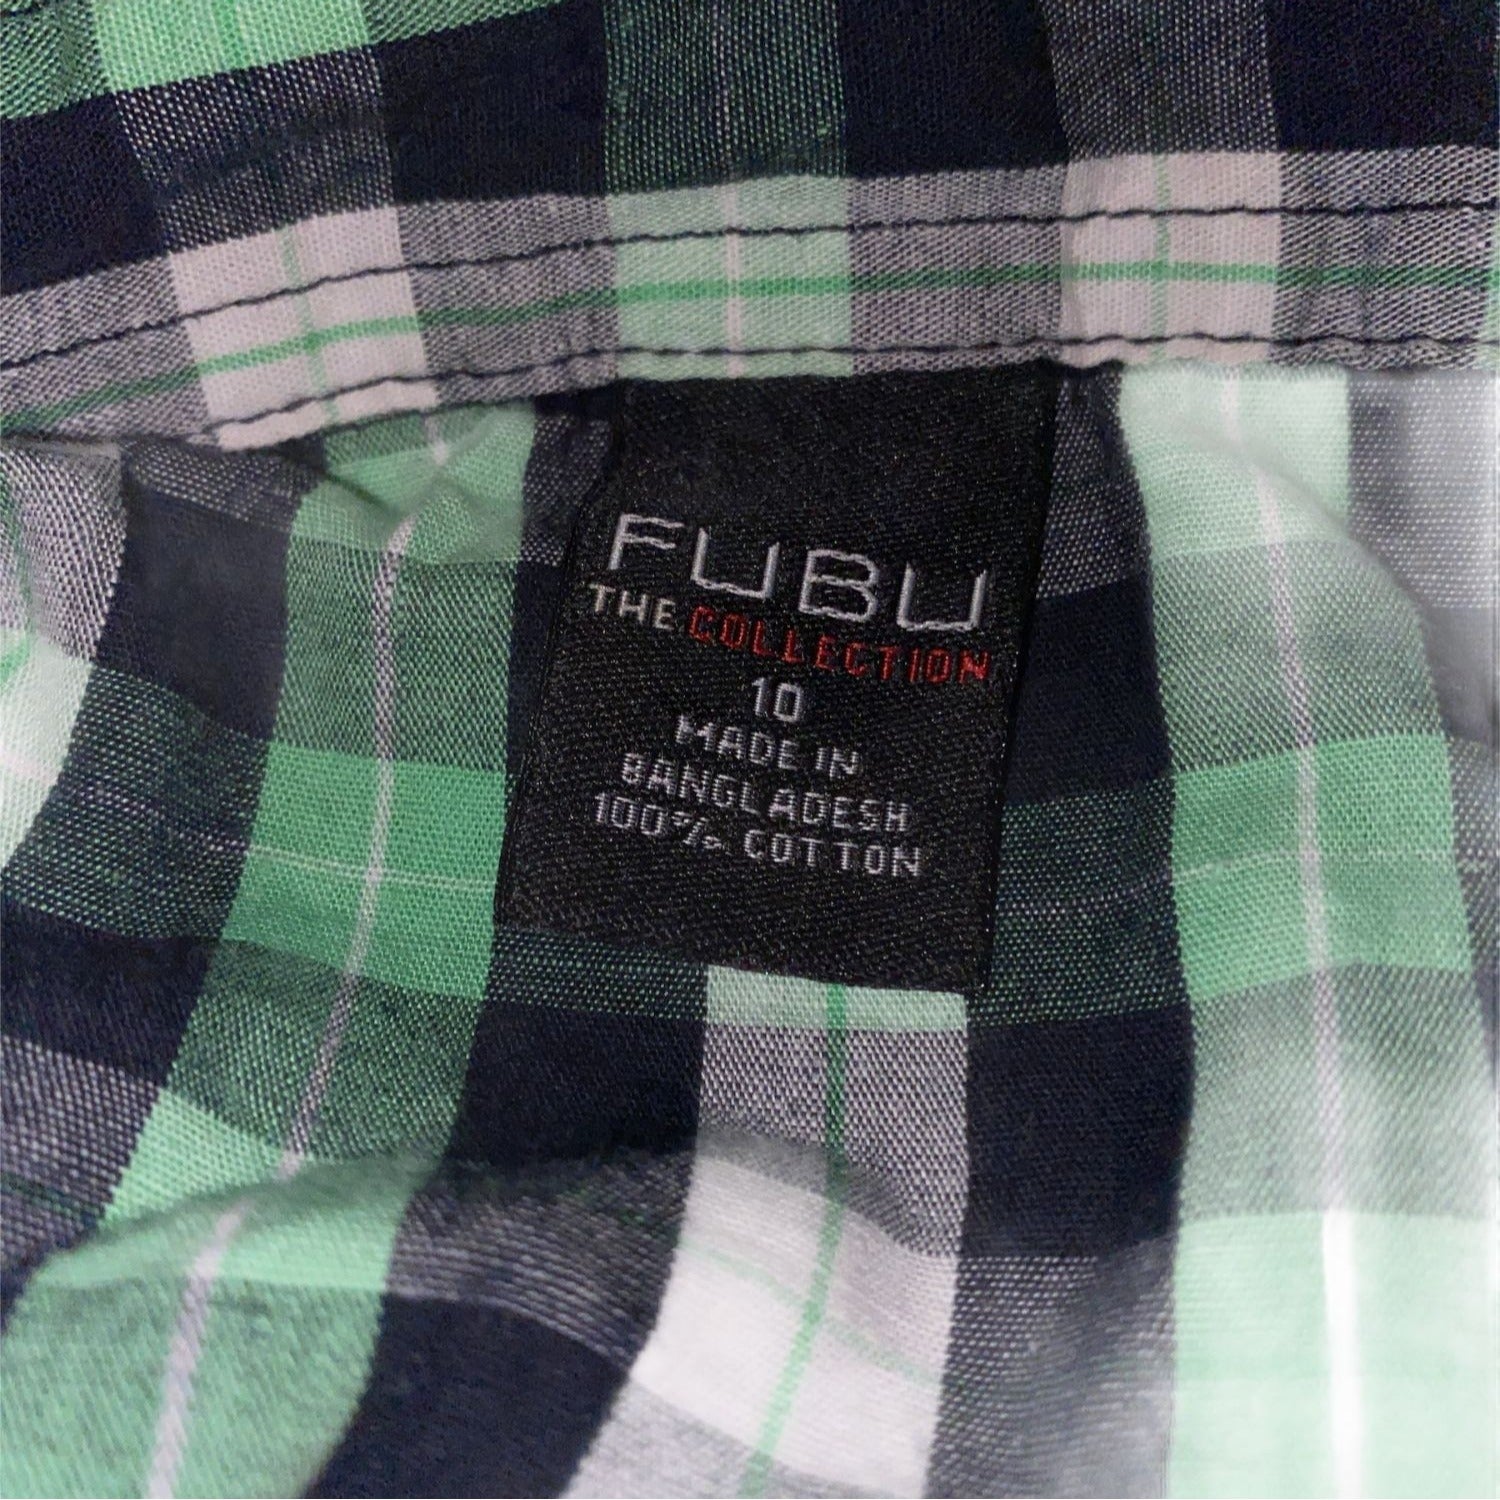 FUBU
THE COLLECTION
10
MADE IN
BANGLADESH
100% COTTON